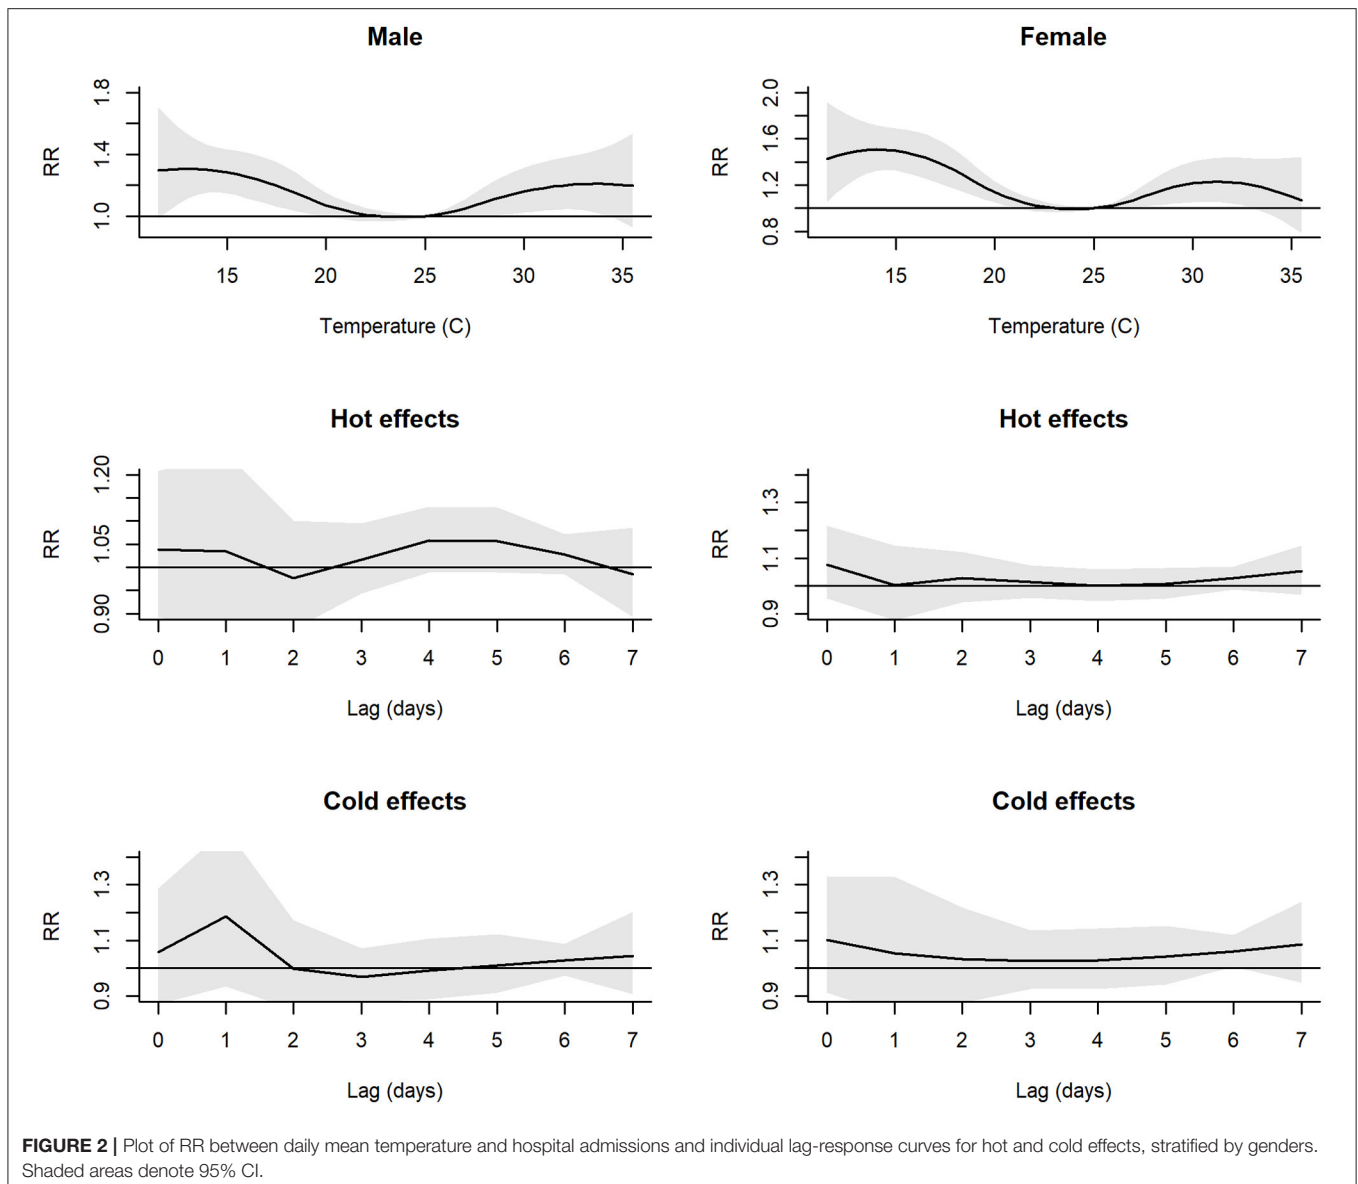 Male
Female
RR
1.0 1.4 1.8
15 20 25 30 35
Temperature (C)
RR
0.8 1.2 1.6 2.0
15 20 25 30 35
Temperature (C)
Hot effects
Hot effects
RR
0.90 1.05 1.20
0 1 2 3 4 5 6 7
Lag (days)
RR
0.9 1.1 1.3
0 1 2 3 4 5 6 7
Lag (days)
Cold effects
Cold effects
RR
0.9 1.1 1.3
0 1 2 3 4 5 6 7
Lag (days)
RR
0.9 1.1 1.3
0 1 2 3 4 5 6 7
Lag (days)
FIGURE 2 | Plot of RR between daily mean temperature and hospital admissions and individual lag-response curves for hot and cold effects, stratified by genders.
Shaded areas denote 95% CI.